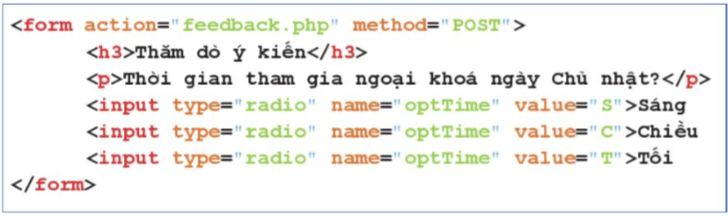 <form action="feedback.php" method="POST">
<h3>Thăm dò ý kiến</h3>
<p>Thời gian tham gia ngoại khoá ngày Chủ nhật?</p>
<input type="radio" name="optTime" value="S">Sáng
<input type="radio" name="optTime" value="C">Chiều
<input type="radio" name="optTime" value="T">Tối
</form>